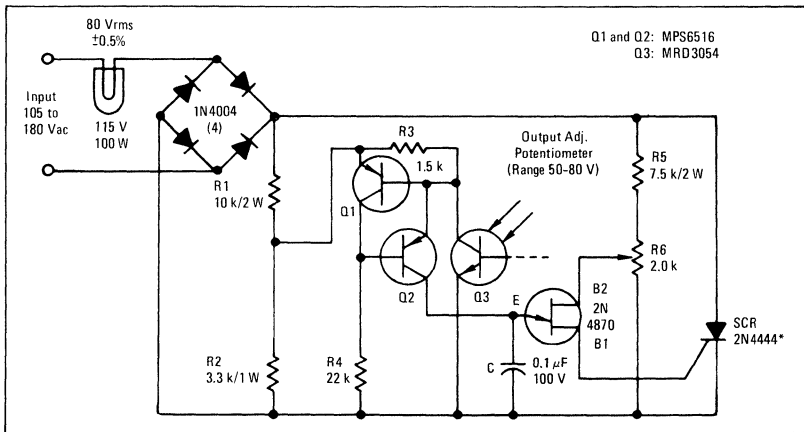 80 Vrms
±0.5%
Q1 and Q2: MPS6516
Q3: MRD3054
Input
105 to
180 Vac
115 V
100 W
1N4004
(4)
R1
10 k/2 W
R3
1.5 k
Output Adj.
Potentiometer
(Range 50-80 V)
R5
7.5 k/2 W
Q1
Q2
Q3
R6
2.0 k
E
B2
2N
4870
B1
SCR
2N4444*
R2
3.3 k/1 W
R4
22 k
C
0.1 μF
100 V